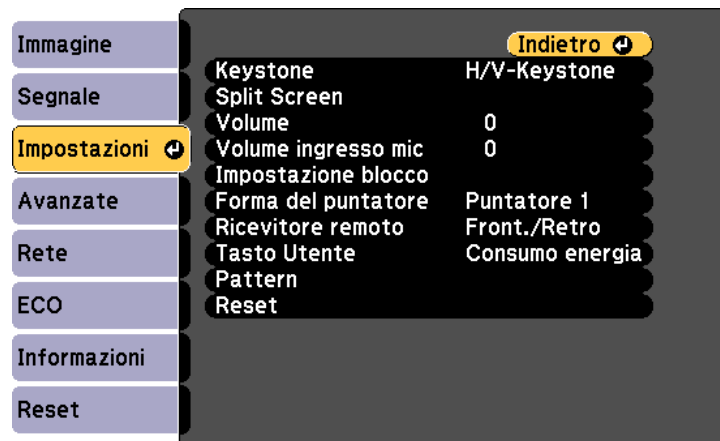 Immagine
Segnale
Impostazioni
Avanzate
Rete
ECO
Informazioni
Reset
Indietro
Keystone H/V-Keystone
Split Screen
Volume 0
Volume ingresso mic 0
Impostazione blocco
Forma del puntatore Puntatore 1
Ricevitore remoto Front./Retro
Tasto Utente Consumo energia
Pattern
Reset